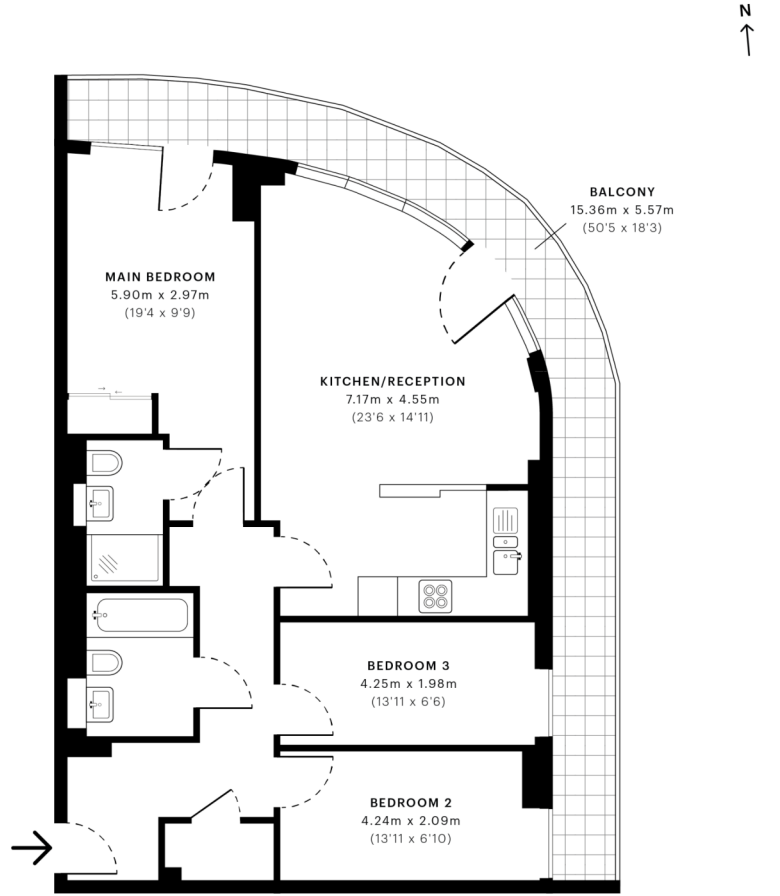 N
BALCONY
15.36m x 5.57m
(50'5 x 18'3)
MAIN BEDROOM
5.90m x 2.97m
(19'4 x 9'9)
KITCHEN/RECEPTION
7.17m x 4.55m
(23'6 x 14'11)
BEDROOM 3
4.25m x 1.98m
(13'11 x 6'6)
BEDROOM 2
4.24m x 2.09m
(13'11 x 6'10)